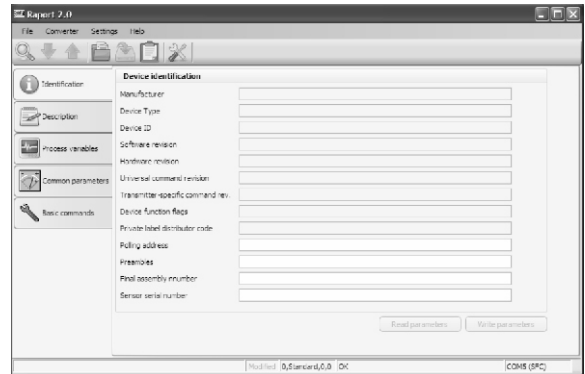 Raport 2.0
File Converter Settings Help
Identification
Description
Process variables
Common parameters
Basic commands
Device identification
Manufacturer
Device Type
Device ID
Software revision
Hardware revision
Universal command revision
Transmitter-specific command rev.
Device function flags
Private label distributor code
Polling address
Preambles
Final assembly nnumber
Sensor serial number
Read parameters Write parameters
Modified 0,Standard,0,0 OK COM5 (SFC)